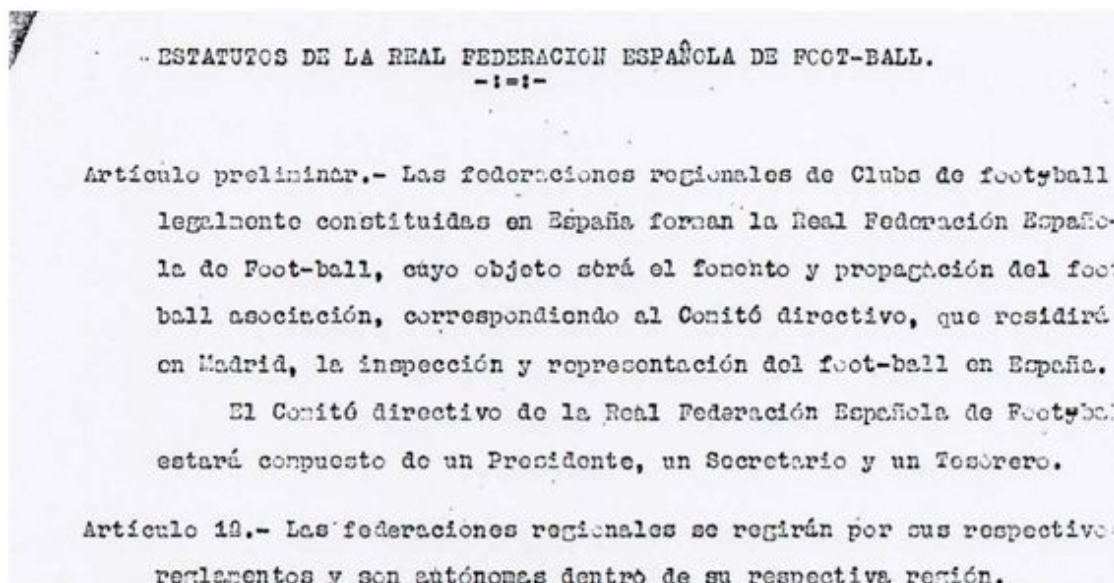 ESTATUTOS DE LA REAL FEDERACION ESPAÑOLA DE FOOT-BALL.
-:=:-
Artículo preliminar.- Las federaciones regionales de Clubs de footyball
legalmente constituidas en España forman la Real Federación Españo-
la de Foot-ball, cuyo objeto será el fomento y propagación del foot
ball asociación, correspondiendo al Comité directivo, que residirá
en Madrid, la inspección y representación del foot-ball en España.
El Comité directivo de la Real Federación Española de Footybal
estará compuesto de un Presidente, un Secretario y un Tesorero.
Artículo 1º.- Las federaciones regionales se regirán por sus respectivo
reglamentos y son autónomas dentro de su respectiva región.